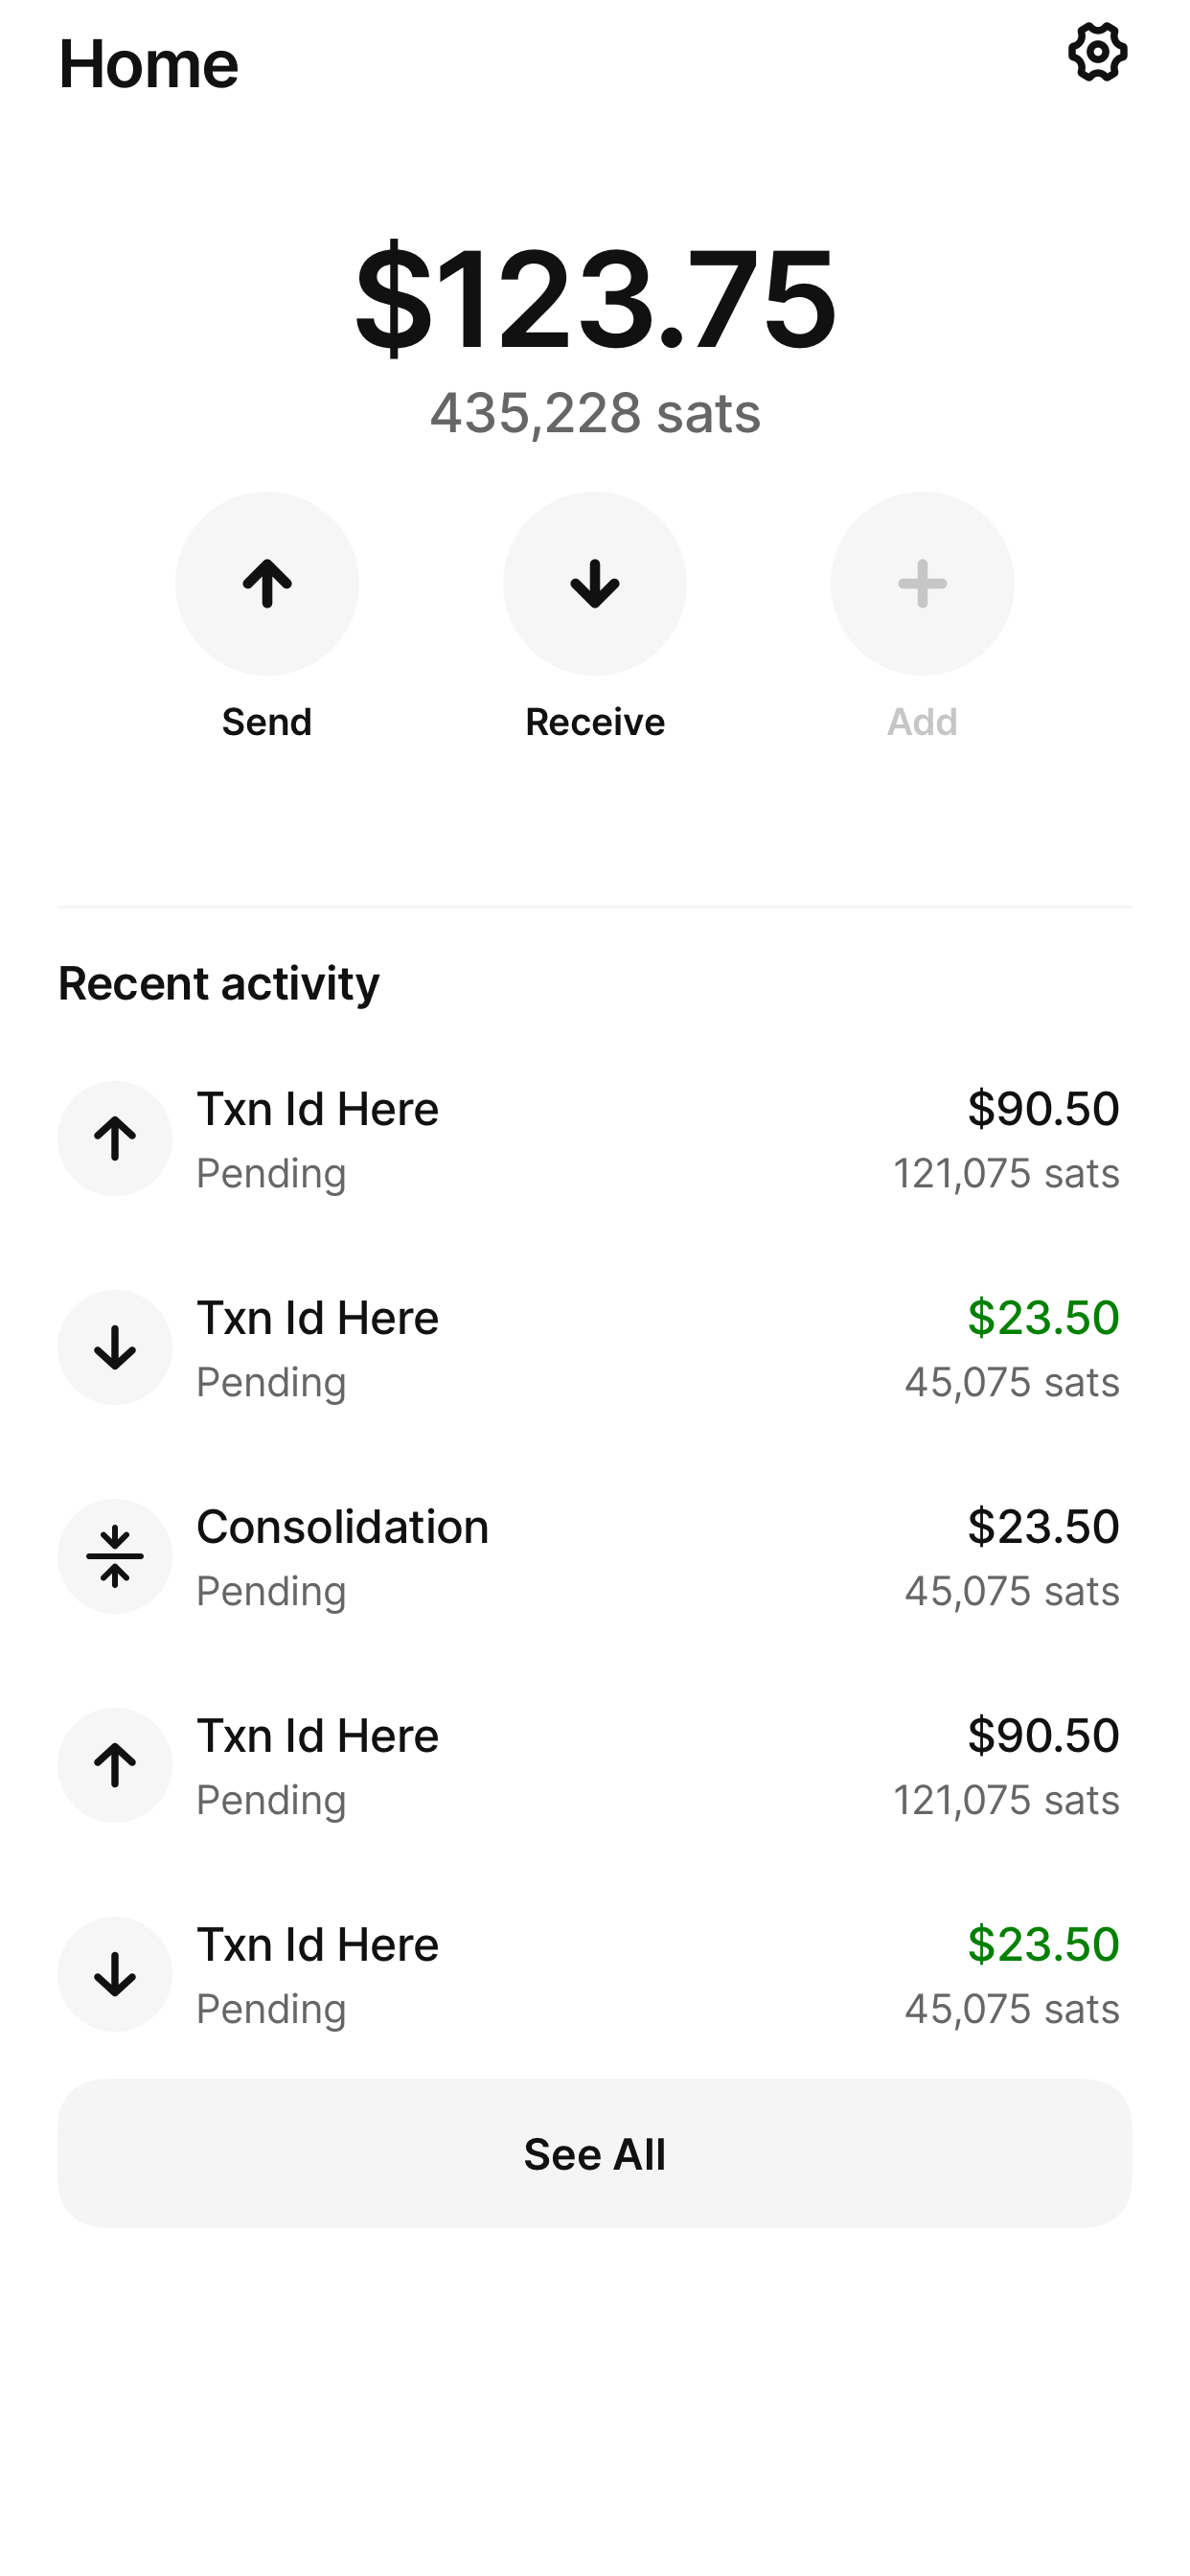 Home
$123.75
435,228 sats
Send Receive Add
Recent activity
Txn Id Here $90.50
Pending 121,075 sats
Txn Id Here $23.50
Pending 45,075 sats
Consolidation $23.50
Pending 45,075 sats
Txn Id Here $90.50
Pending 121,075 sats
Txn Id Here $23.50
Pending 45,075 sats
See All